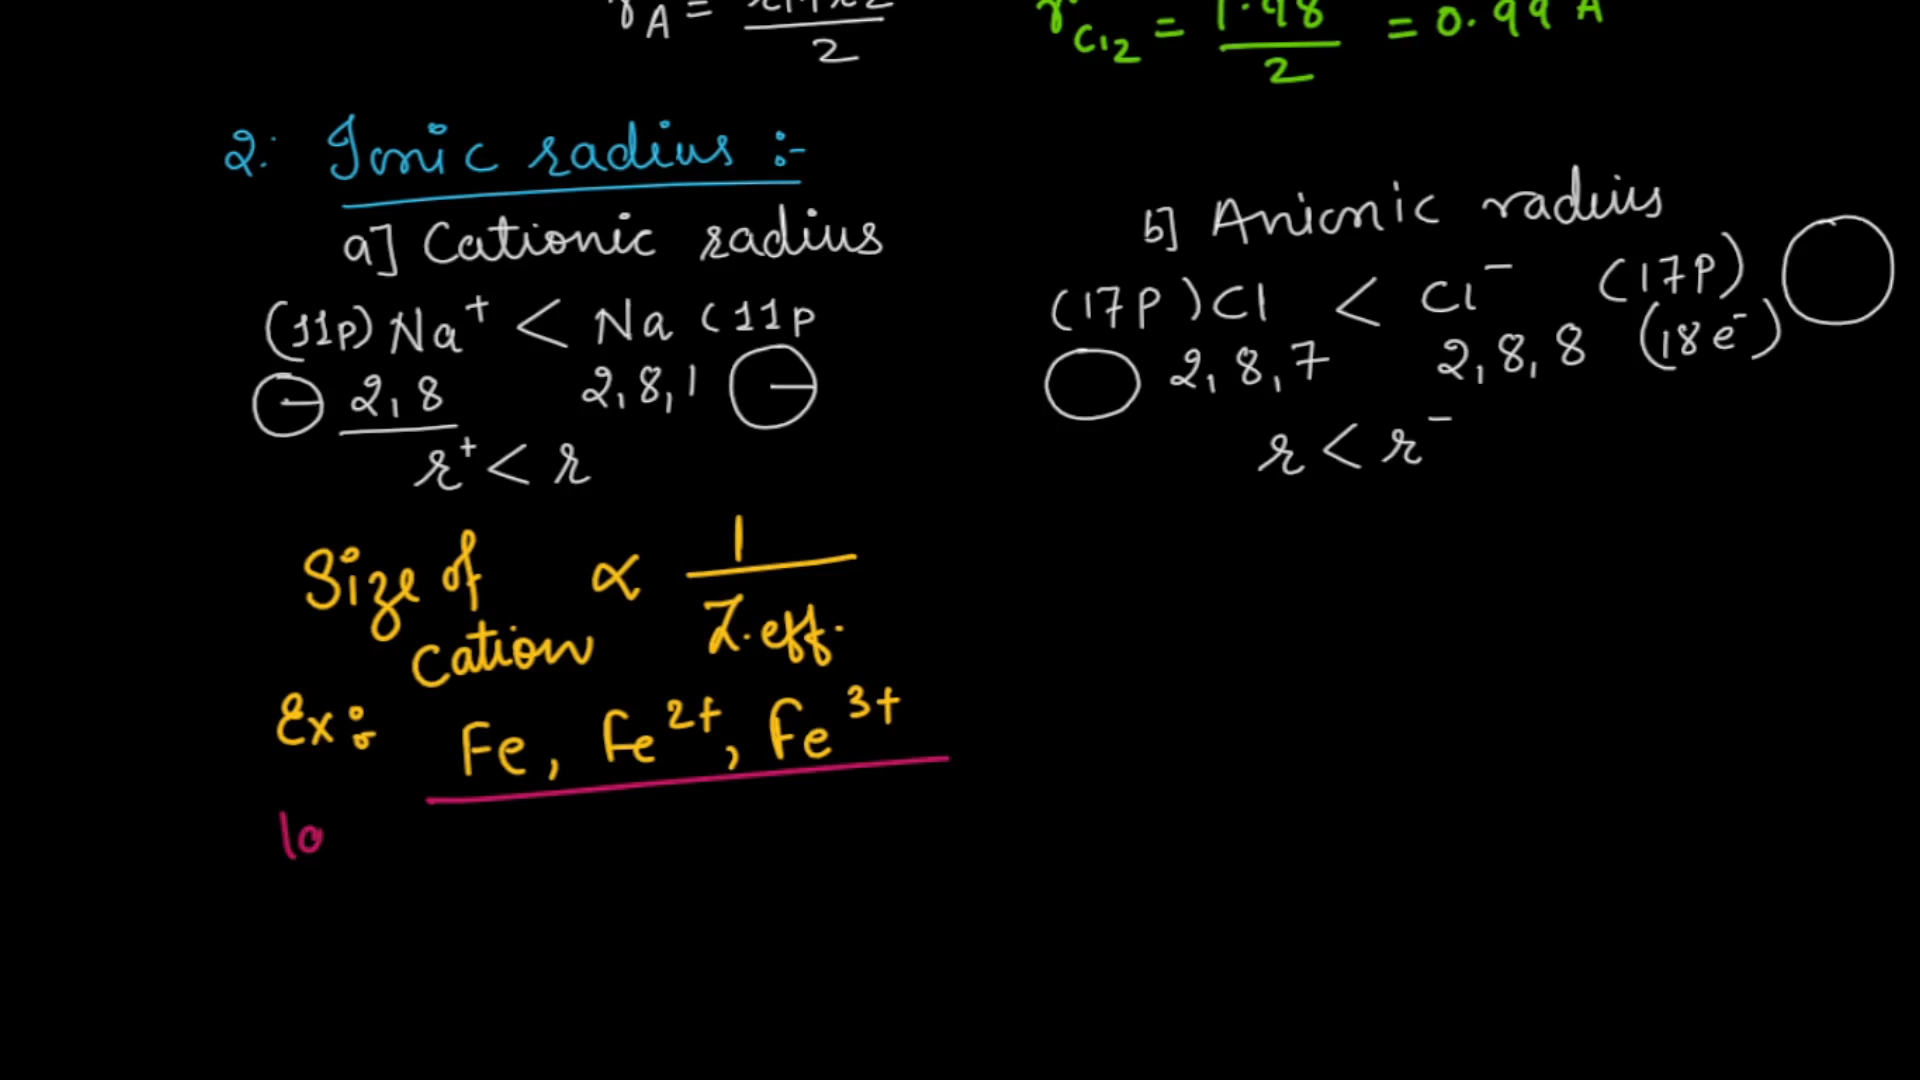 r_A = /2
r_Cl2 = 1.98/2 = 0.99 A
2: Ionic radius :-
a] Cationic radius
(11p) Na⁺ < Na (11p
2, 8 2, 8, 1
r⁺ < r
b] Anionic radius
(17P) Cl < Cl⁻ (17P)
2, 8, 7 2, 8, 8 (18e⁻)
r < r⁻
Size of Cation ∝ 1/Z.eff.
Ex: Fe, Fe²⁺, Fe³⁺
lo